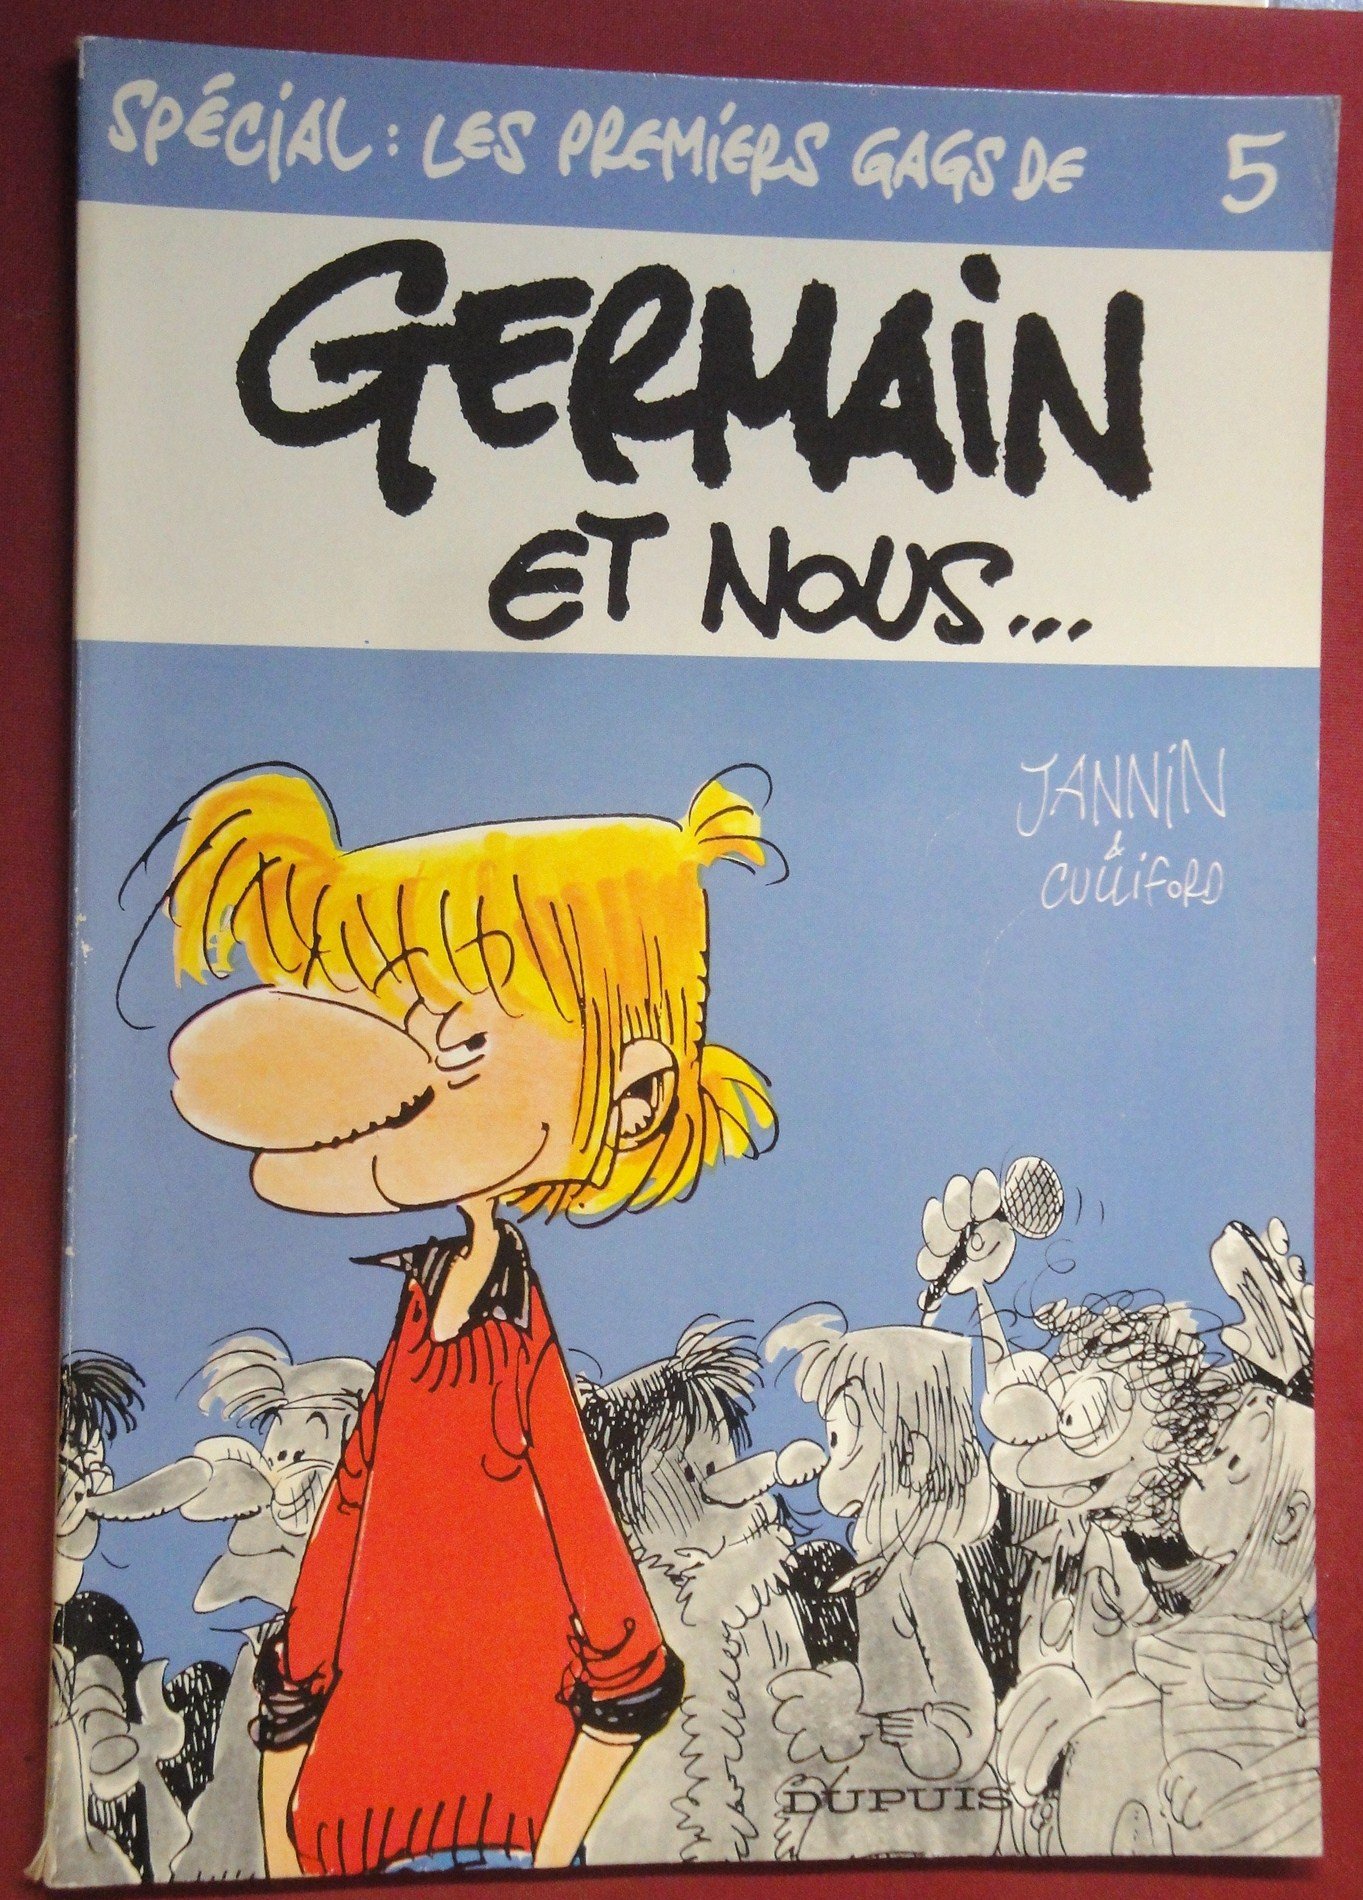 SPÉCIAL : LES PREMIERS GAGS DE 5
GERMAIN
ET NOUS...
JANNIN
&
CULLIFORD
DUPUIS